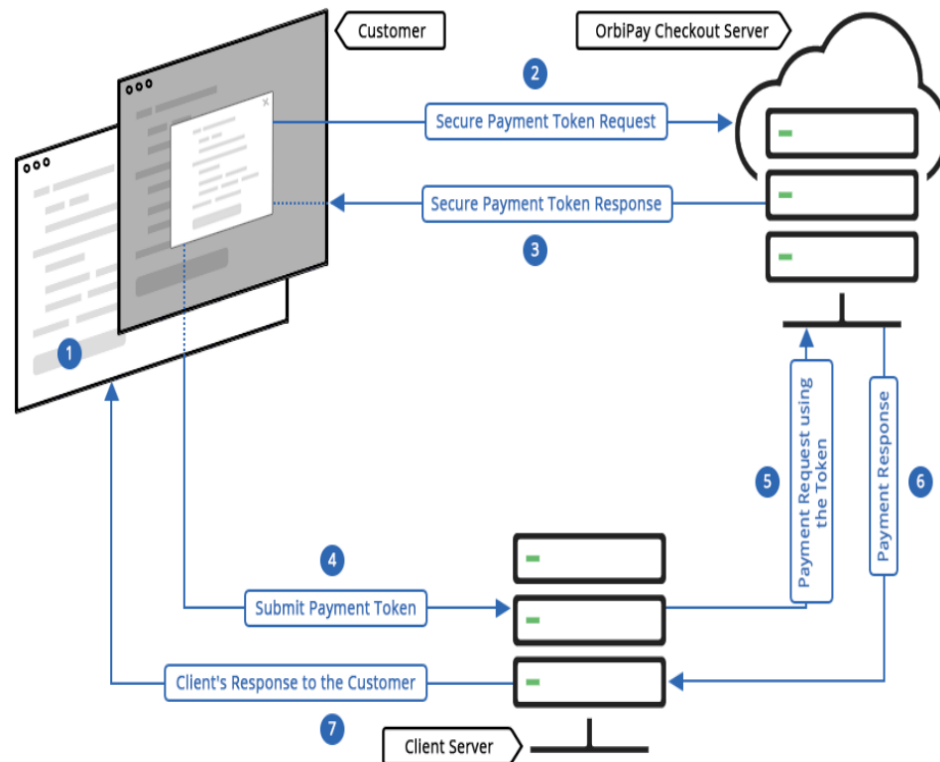 Customer
OrbiPay Checkout Server
2
Secure Payment Token Request
Secure Payment Token Response
3
1
5
Payment Request using
the Token
Payment Response
6
4
Submit Payment Token
Client's Response to the Customer
7
Client Server